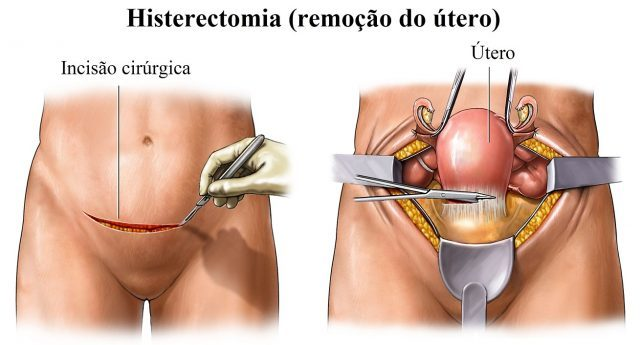 Histerectomia (remoção do útero)
Incisão cirúrgica
Útero